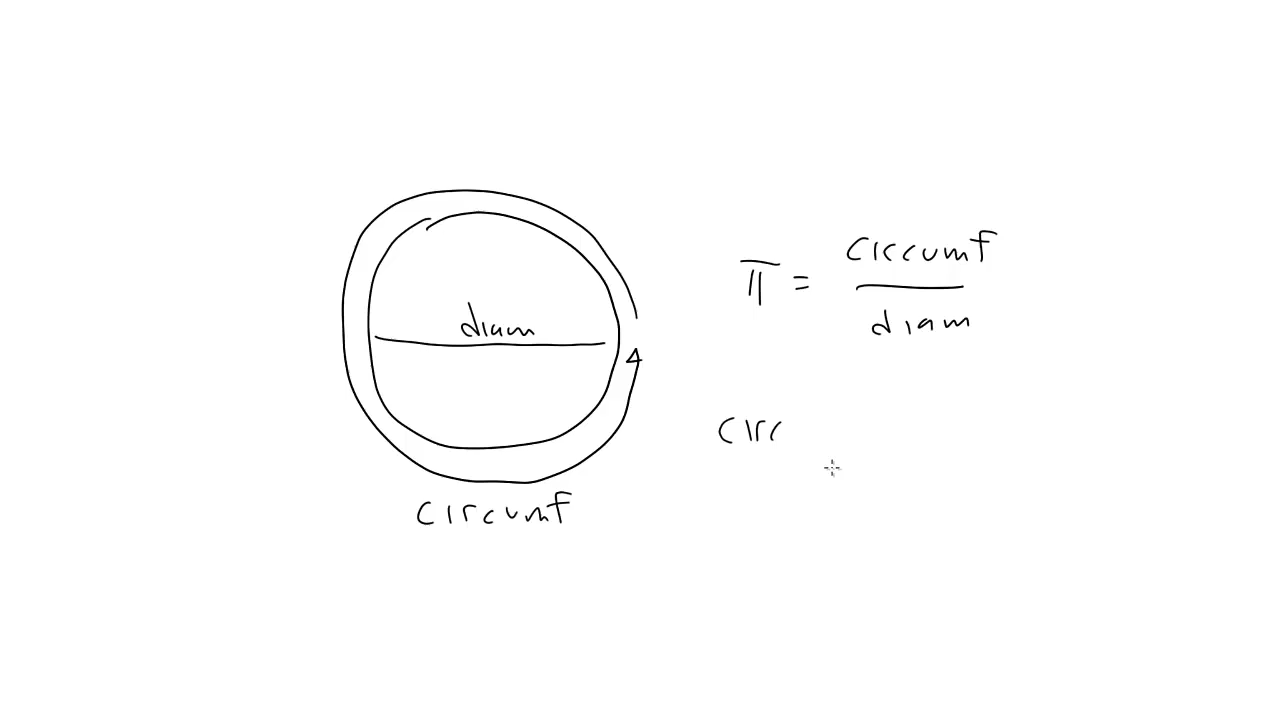 diam
circumf
π = circumf
diam
circ